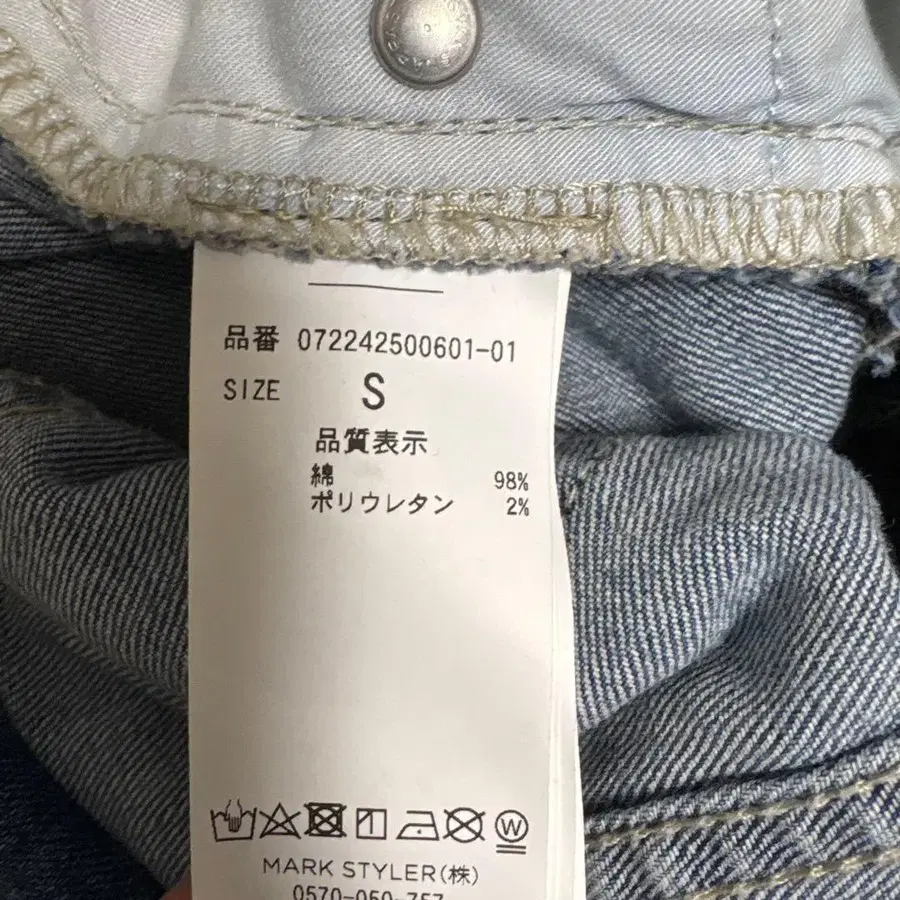 品番 072242500601-01
SIZE S
品質表示
綿 98%
ポリウレタン 2%
W
MARK STYLER(株)